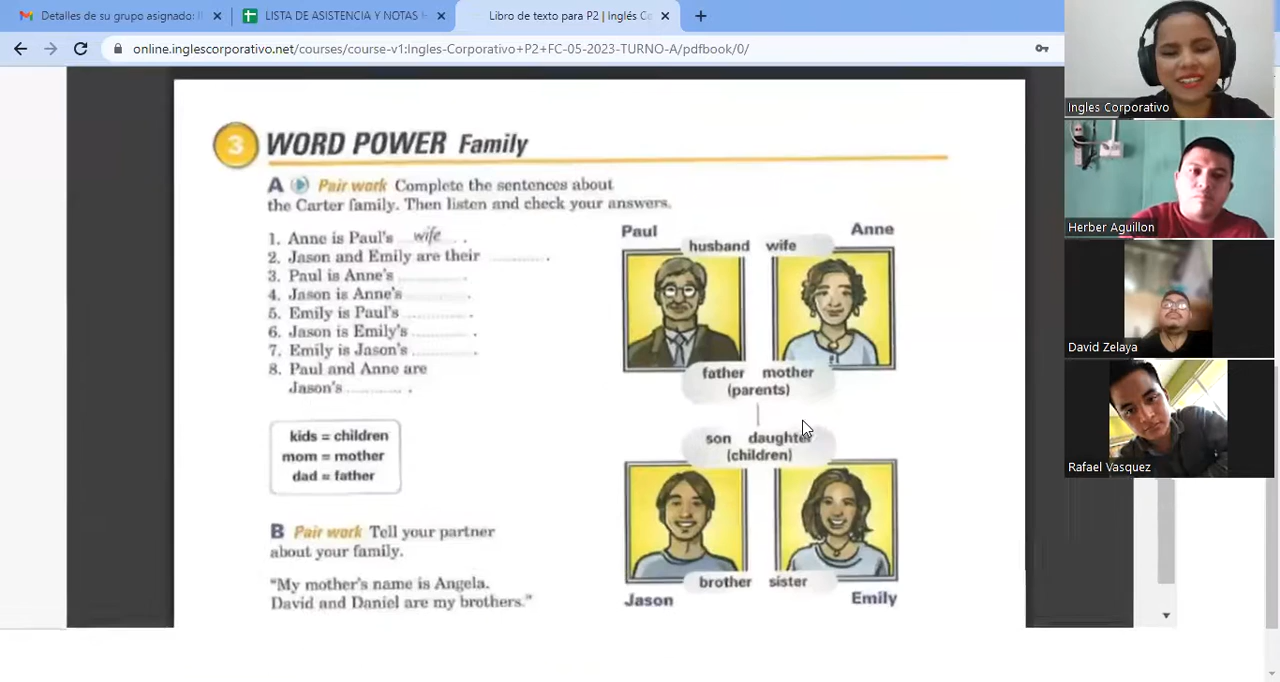 Detalles de su grupo asignado: I
LISTA DE ASISTENCIA Y NOTAS
Libro de texto para P2 | Inglés Co
online.inglescorporativo.net/courses/course-v1:Ingles-Corporativo+P2+FC-05-2023-TURNO-A/pdfbook/0/
3 WORD POWER Family
A Pair work Complete the sentences about
the Carter family. Then listen and check your answers.
1. Anne is Paul's wife .
2. Jason and Emily are their ........... .
3. Paul is Anne's ........... .
4. Jason is Anne's ........... .
5. Emily is Paul's ........... .
6. Jason is Emily's ........... .
7. Emily is Jason's ........... .
8. Paul and Anne are
Jason's ........... .
kids = children
mom = mother
dad = father
B Pair work Tell your partner
about your family.
"My mother's name is Angela.
David and Daniel are my brothers."
Paul
Anne
husband wife
father mother
(parents)
son daughter
(children)
brother sister
Jason
Emily
Ingles Corporativo
Herber Aguillon
David Zelaya
Rafael Vasquez